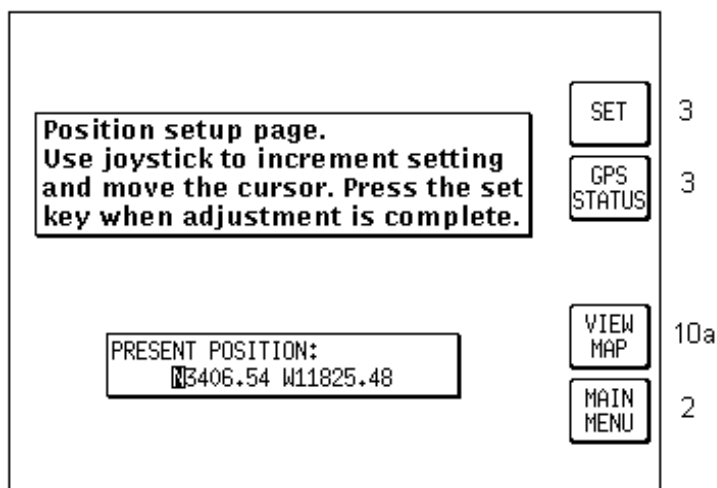 Position setup page.
Use joystick to increment setting
and move the cursor. Press the set
key when adjustment is complete.
PRESENT POSITION:
N3406.54 W11825.48
SET
3
GPS
STATUS
3
VIEW
MAP
10a
MAIN
MENU
2